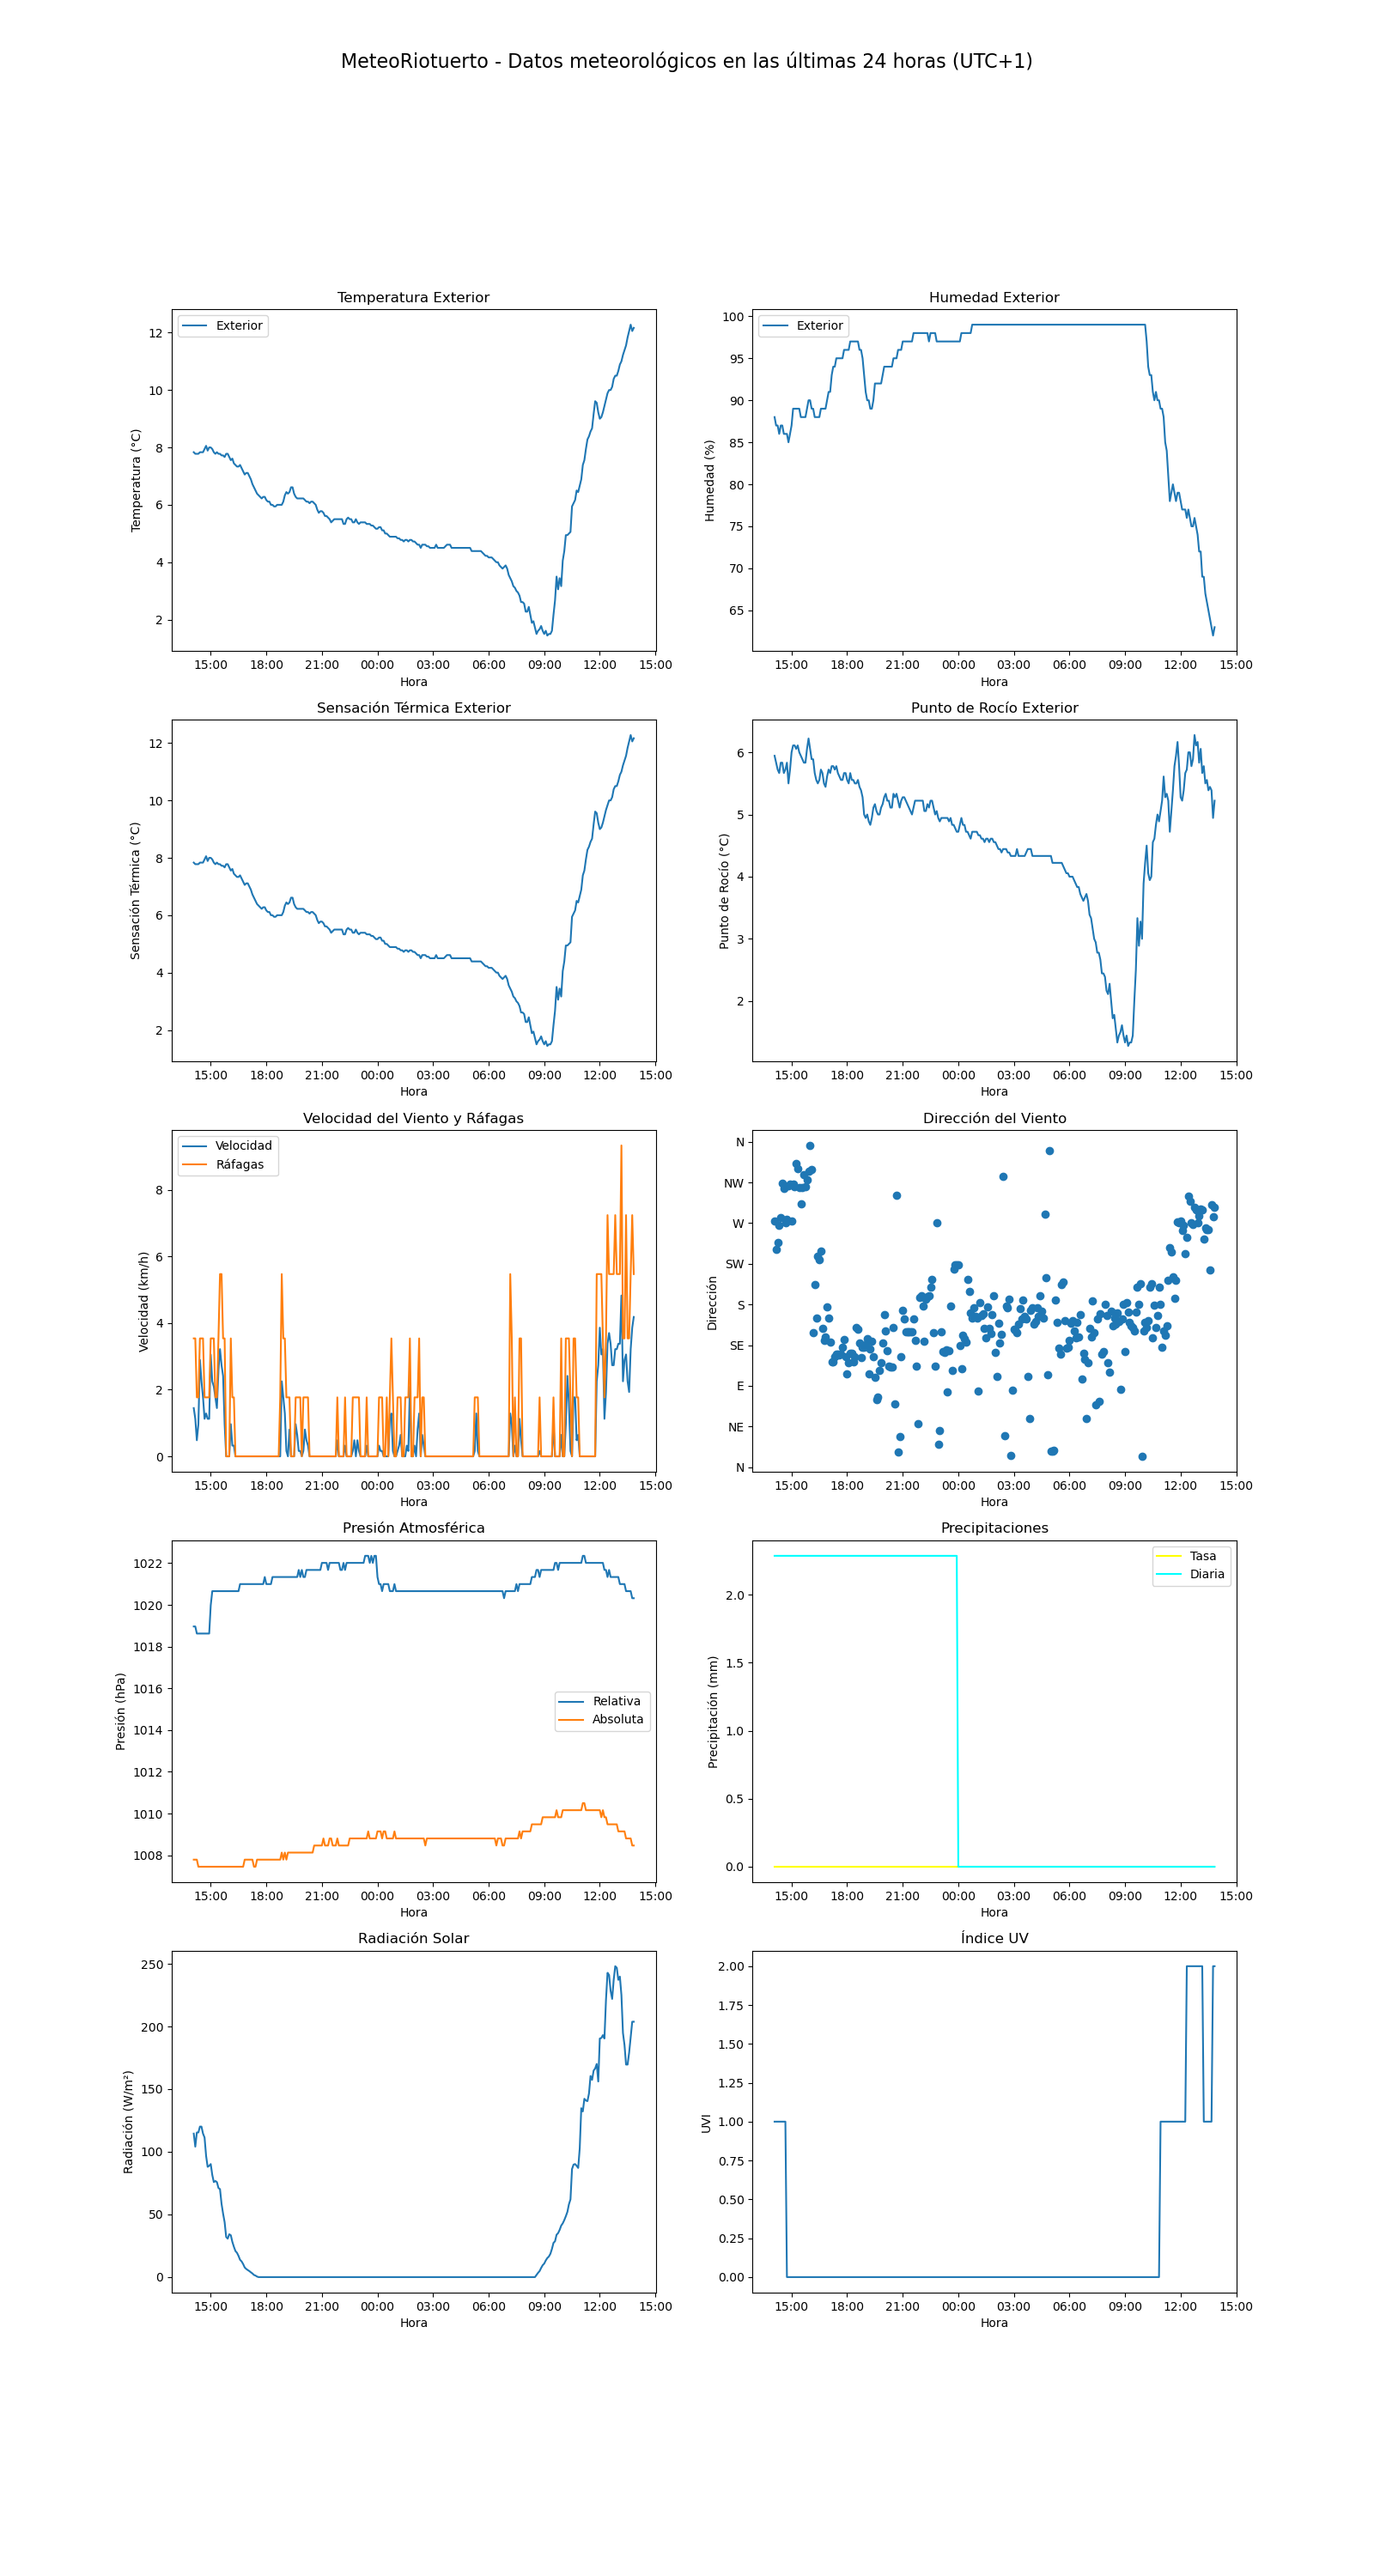 MeteoRiotuerto - Datos meteorológicos en las últimas 24 horas (UTC+1)
Temperatura Exterior
Exterior
Temperatura (°C)
12
10
8
6
4
2
15:00 18:00 21:00 00:00 03:00 06:00 09:00 12:00 15:00
Hora
Humedad Exterior
Exterior
Humedad (%)
100
95
90
85
80
75
70
65
15:00 18:00 21:00 00:00 03:00 06:00 09:00 12:00 15:00
Hora
Sensación Térmica Exterior
Sensación Térmica (°C)
12
10
8
6
4
2
15:00 18:00 21:00 00:00 03:00 06:00 09:00 12:00 15:00
Hora
Punto de Rocío Exterior
Punto de Rocío (°C)
6
5
4
3
2
15:00 18:00 21:00 00:00 03:00 06:00 09:00 12:00 15:00
Hora
Velocidad del Viento y Ráfagas
Velocidad
Ráfagas
Velocidad (km/h)
8
6
4
2
0
15:00 18:00 21:00 00:00 03:00 06:00 09:00 12:00 15:00
Hora
Dirección del Viento
Dirección
N
NW
W
SW
S
SE
E
NE
N
15:00 18:00 21:00 00:00 03:00 06:00 09:00 12:00 15:00
Hora
Presión Atmosférica
Relativa
Absoluta
Presión (hPa)
1022
1020
1018
1016
1014
1012
1010
1008
15:00 18:00 21:00 00:00 03:00 06:00 09:00 12:00 15:00
Hora
Precipitaciones
Tasa
Diaria
Precipitación (mm)
2.0
1.5
1.0
0.5
0.0
15:00 18:00 21:00 00:00 03:00 06:00 09:00 12:00 15:00
Hora
Radiación Solar
Radiación (W/m²)
250
200
150
100
50
0
15:00 18:00 21:00 00:00 03:00 06:00 09:00 12:00 15:00
Hora
Índice UV
UVI
2.00
1.75
1.50
1.25
1.00
0.75
0.50
0.25
0.00
15:00 18:00 21:00 00:00 03:00 06:00 09:00 12:00 15:00
Hora